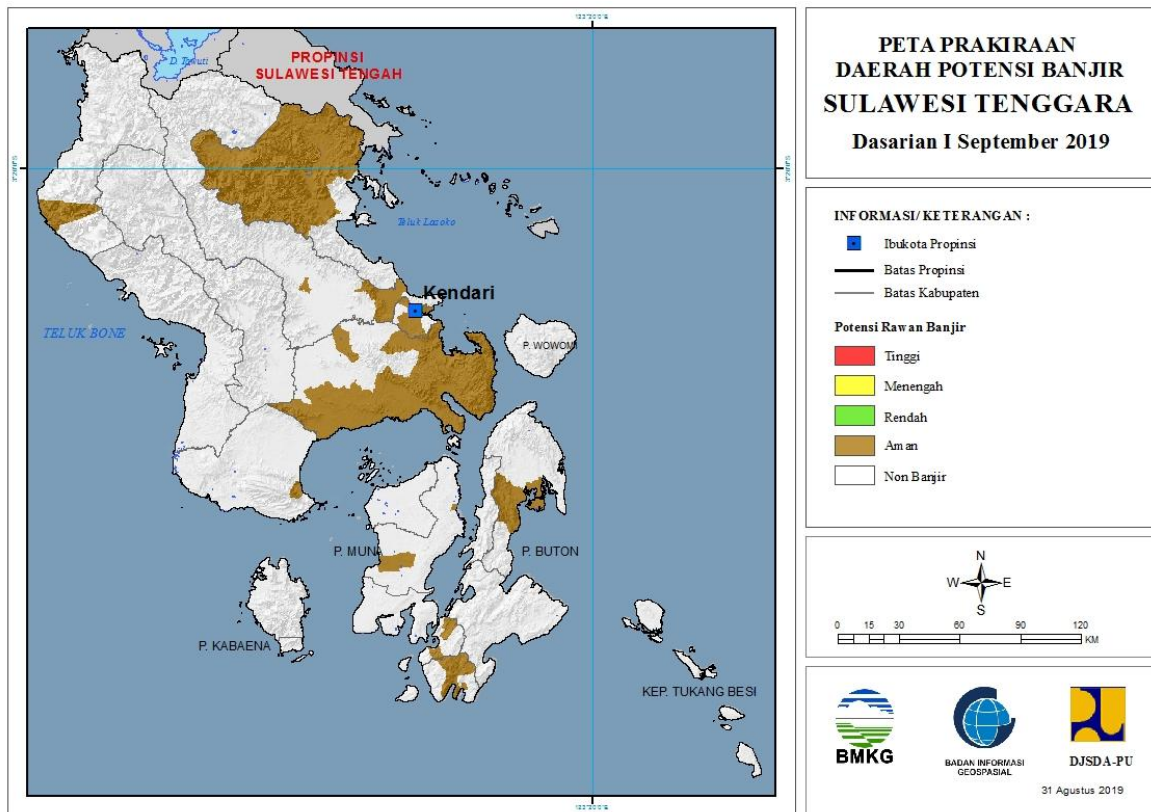 PETA PRAKIRAAN
DAERAH POTENSI BANJIR
SULAWESI TENGGARA
Dasarian I September 2019
INFORMASI/ KETERANGAN :
Ibukota Propinsi
Batas Propinsi
Batas Kabupaten
Potensi Rawan Banjir
Tinggi
Menengah
Rendah
Aman
Non Banjir
N
W E
S
0 15 30 60 90 120
KM
BMKG
BADAN INFORMASI
GEOSPASIAL
DJSDA-PU
31 Agustus 2019
PROPINSI
SULAWESI TENGAH
Teluk Lasoko
Kendari
TELUK BONE
P. MUNA
P. BUTON
P. KABAENA
KEP. TUKANG BESI